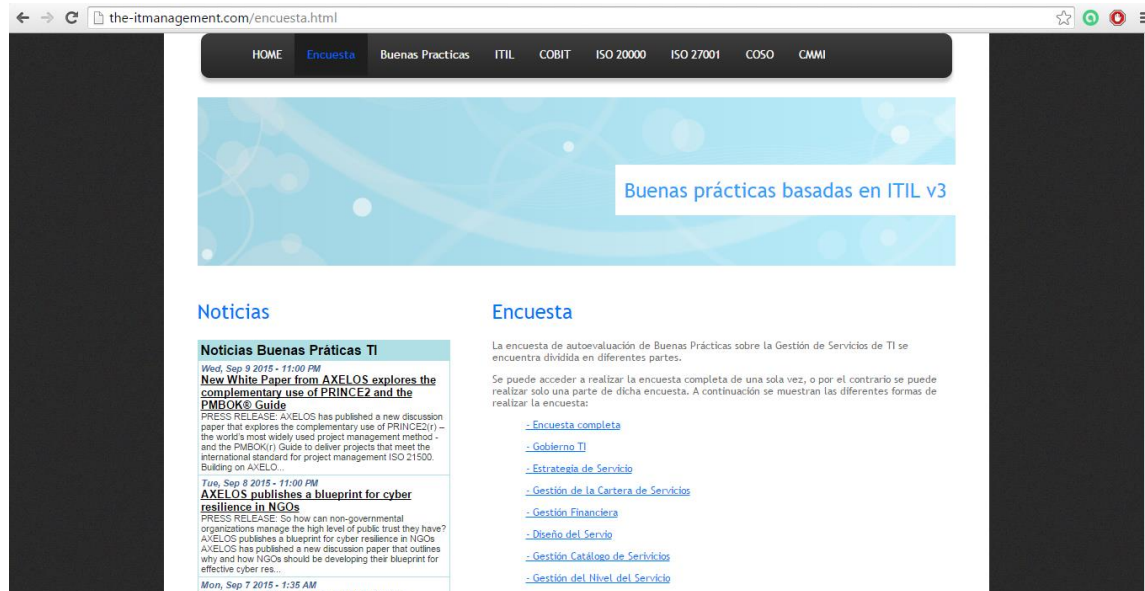 the-itmanagement.com/encuesta.html
HOME Encuesta Buenas Practicas ITIL COBIT ISO 20000 ISO 27001 COSO CMMI
Buenas prácticas basadas en ITIL v3
Noticias
Noticias Buenas Práticas TI
Wed, Sep 9 2015 - 11:00 PM
New White Paper from AXELOS explores the
complementary use of PRINCE2 and the
PMBOK® Guide
PRESS RELEASE: AXELOS has published a new discussion
paper that explores the complementary use of PRINCE2(r) –
the world's most widely used project management method -
and the PMBOK(r) Guide to deliver projects that meet the
international standard for project management ISO 21500.
Building on AXELO...
Tue, Sep 8 2015 - 11:00 PM
AXELOS publishes a blueprint for cyber
resilience in NGOs
PRESS RELEASE: So how can non-governmental
organizations manage the high level of public trust they have?
AXELOS publishes a blueprint for cyber resilience in NGOs
AXELOS has published a new discussion paper that outlines
why and how NGOs should be developing their blueprint for
effective cyber res...
Mon, Sep 7 2015 - 1:35 AM
Encuesta
La encuesta de autoevaluación de Buenas Prácticas sobre la Gestión de Servicios de TI se
encuentra dividida en diferentes partes.
Se puede acceder a realizar la encuesta completa de una sola vez, o por el contrario se puede
realizar solo una parte de dicha encuesta. A continuación se muestran las diferentes formas de
realizar la encuesta:
- Encuesta completa
- Gobierno TI
- Estrategia de Servicio
- Gestión de la Cartera de Servicios
- Gestión Financiera
- Diseño del Servio
- Gestión Catálogo de Serivicios
- Gestión del Nivel del Servicio